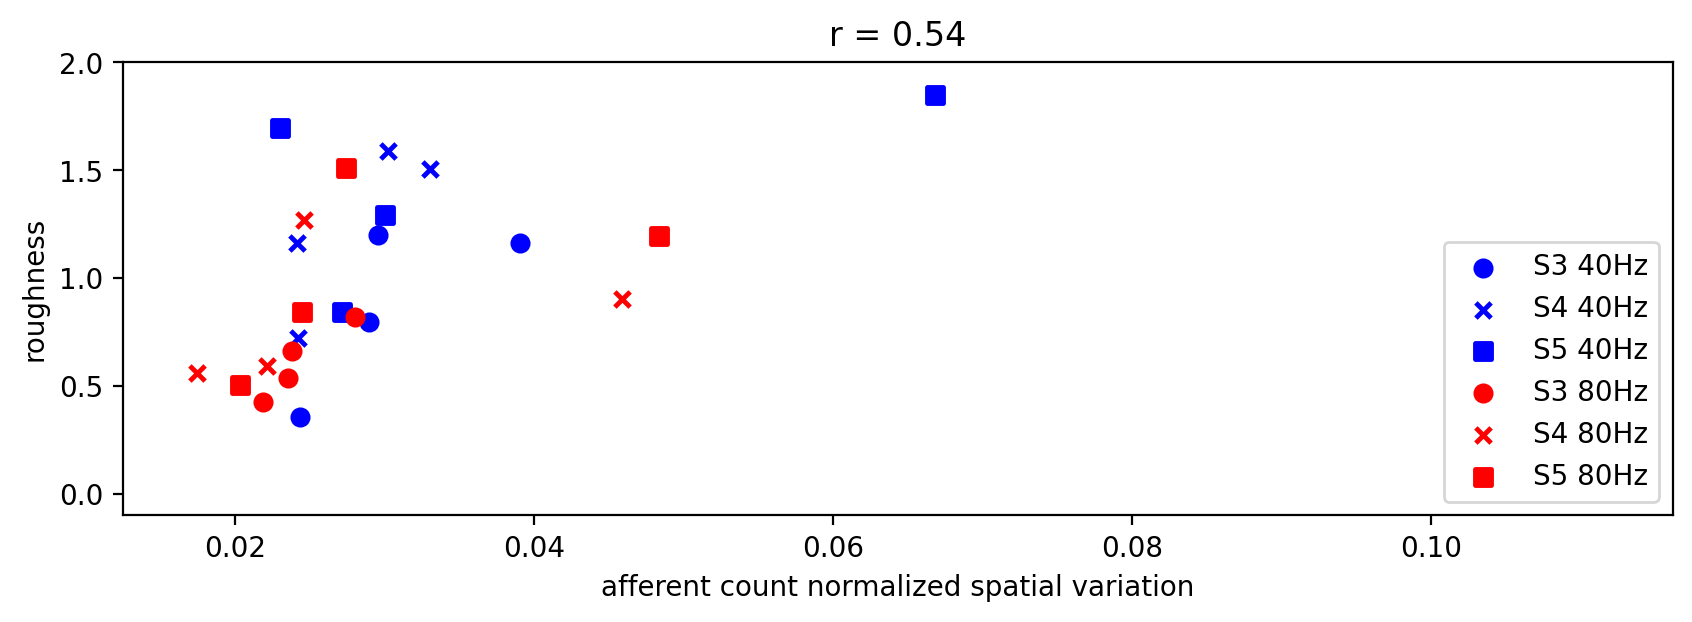 r = 0.54
2.0
1.5
1.0
0.5
0.0
roughness
0.02 0.04 0.06 0.08 0.10
afferent count normalized spatial variation
S3 40Hz
S4 40Hz
S5 40Hz
S3 80Hz
S4 80Hz
S5 80Hz